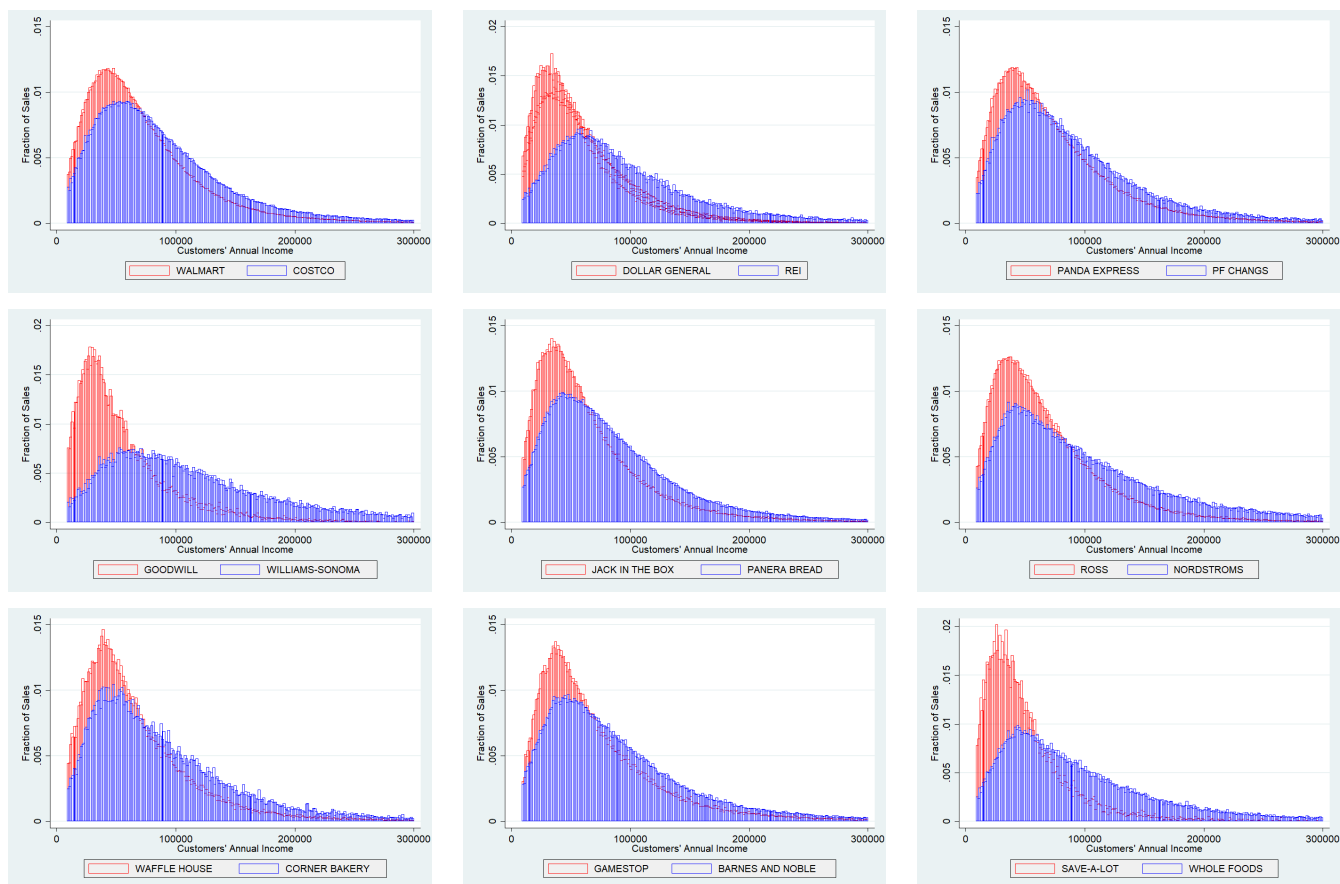 Fraction of Sales
.015
.01
.005
0
0 100000 200000 300000
Customers' Annual Income
WALMART COSTCO
Fraction of Sales
.02
.015
.01
.005
0
0 100000 200000 300000
Customers' Annual Income
DOLLAR GENERAL REI
Fraction of Sales
.015
.01
.005
0
0 100000 200000 300000
Customers' Annual Income
PANDA EXPRESS PF CHANGS
Fraction of Sales
.02
.015
.01
.005
0
0 100000 200000 300000
Customers' Annual Income
GOODWILL WILLIAMS-SONOMA
Fraction of Sales
.015
.01
.005
0
0 100000 200000 300000
Customers' Annual Income
JACK IN THE BOX PANERA BREAD
Fraction of Sales
.015
.01
.005
0
0 100000 200000 300000
Customers' Annual Income
ROSS NORDSTROMS
Fraction of Sales
.015
.01
.005
0
0 100000 200000 300000
Customers' Annual Income
WAFFLE HOUSE CORNER BAKERY
Fraction of Sales
.015
.01
.005
0
0 100000 200000 300000
Customers' Annual Income
GAMESTOP BARNES AND NOBLE
Fraction of Sales
.02
.015
.01
.005
0
0 100000 200000 300000
Customers' Annual Income
SAVE-A-LOT WHOLE FOODS